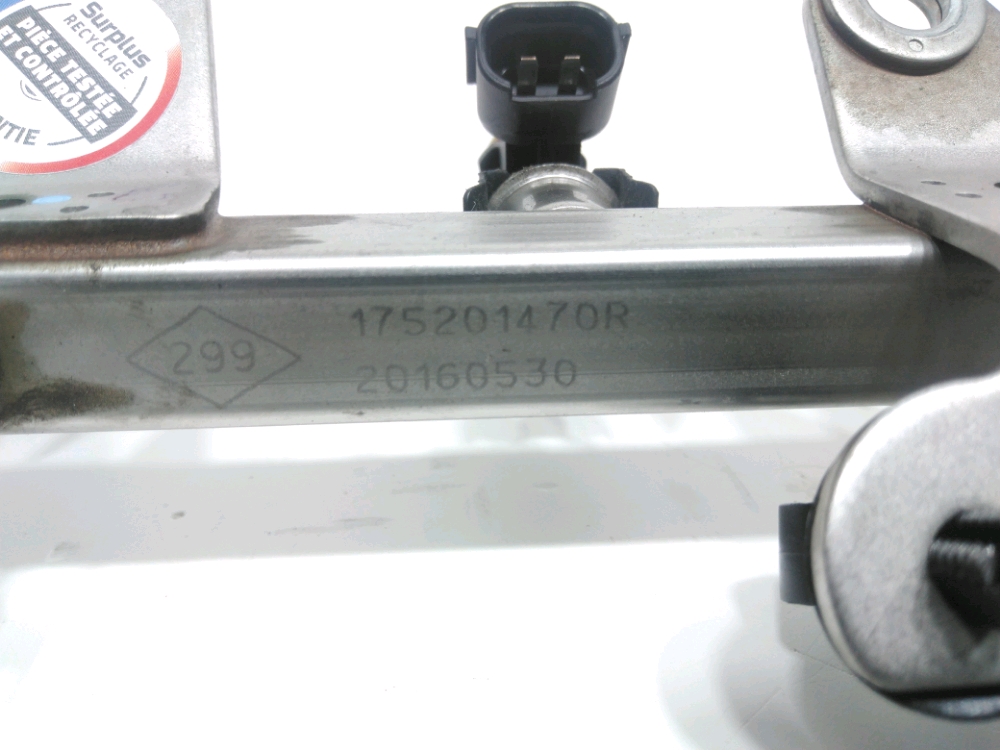 Surplus
RECYCLAGE
PIÈCE TESTÉE
ET CONTRÔLÉE
299
175201470R
20160530